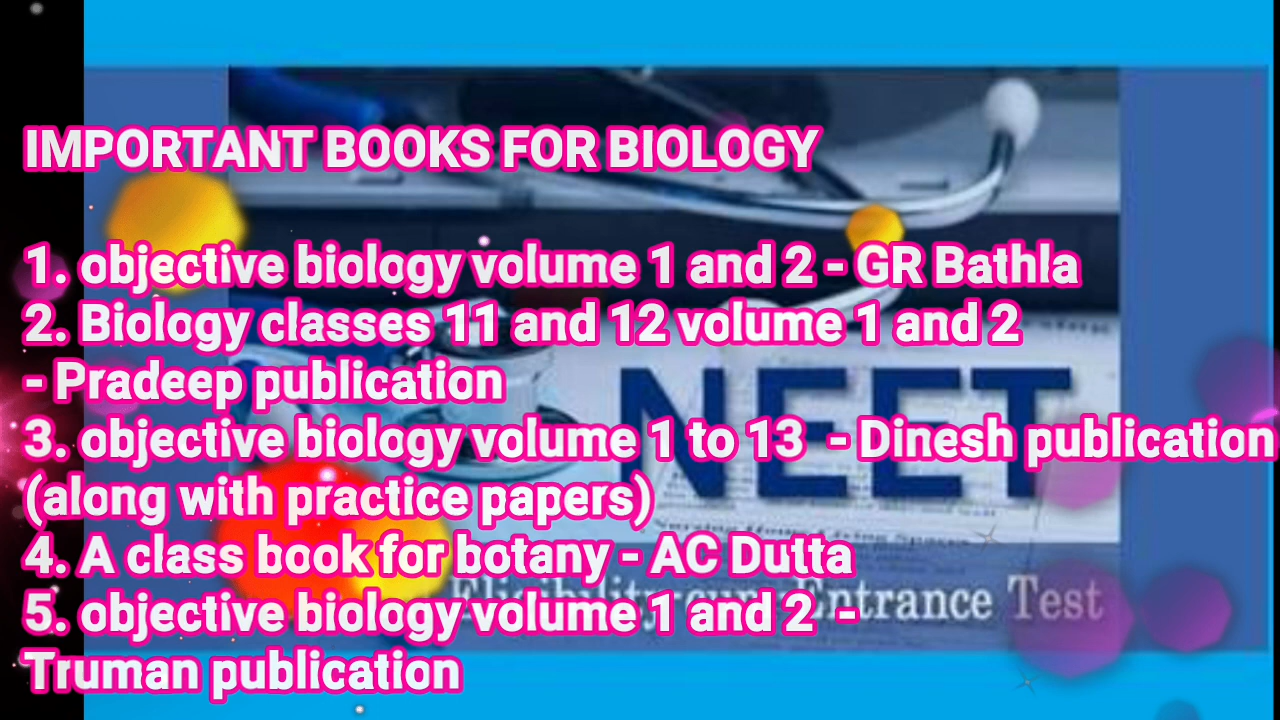 IMPORTANT BOOKS FOR BIOLOGY
1. objective biology volume 1 and 2 - GR Bathla
2. Biology classes 11 and 12 volume 1 and 2
- Pradeep publication
3. objective biology volume 1 to 13 - Dinesh publication
(along with practice papers)
4. A class book for botany - AC Dutta
5. objective biology volume 1 and 2 -
Truman publication
NEET
Entrance Test